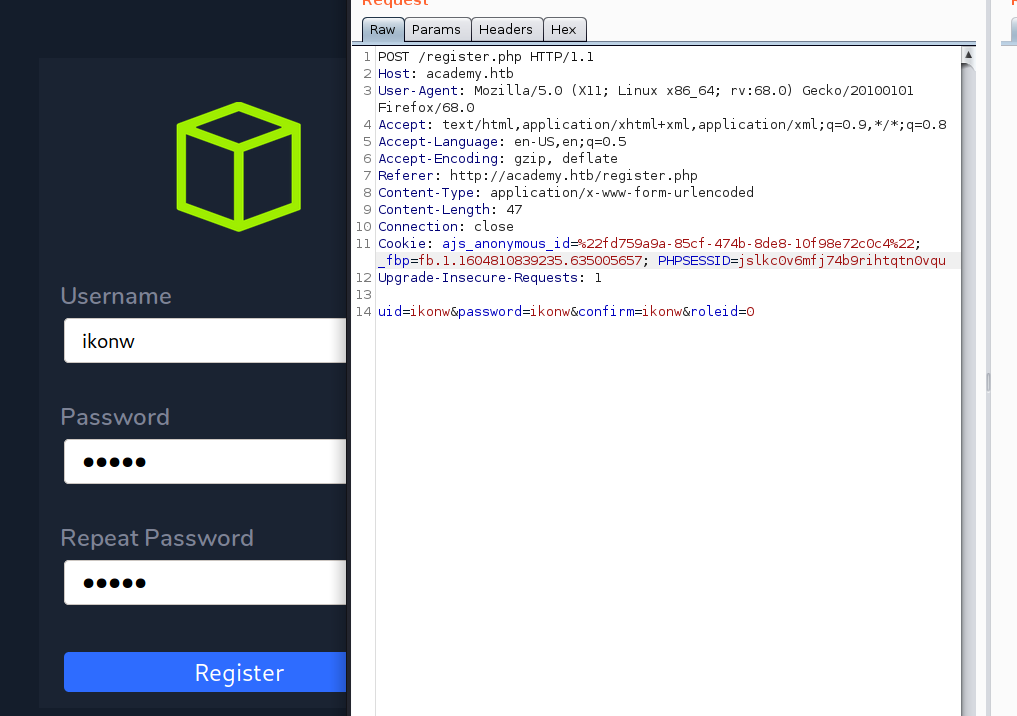 Request
Raw
Params
Headers
Hex
1 POST /register.php HTTP/1.1
2 Host: academy.htb
3 User-Agent: Mozilla/5.0 (X11; Linux x86_64; rv:68.0) Gecko/20100101
Firefox/68.0
4 Accept: text/html,application/xhtml+xml,application/xml;q=0.9,*/*;q=0.8
5 Accept-Language: en-US,en;q=0.5
6 Accept-Encoding: gzip, deflate
7 Referer: http://academy.htb/register.php
8 Content-Type: application/x-www-form-urlencoded
9 Content-Length: 47
10 Connection: close
11 Cookie: ajs_anonymous_id=%22fd759a9a-85cf-474b-8de8-10f98e72c0c4%22;
_fbp=fb.1.1604810839235.635005657; PHPSESSID=jslkc0v6mfj74b9rihtqtn0vqu
12 Upgrade-Insecure-Requests: 1
13
14 uid=ikonw&password=ikonw&confirm=ikonw&roleid=0
Username
ikonw
Password
•••••
Repeat Password
•••••
Register